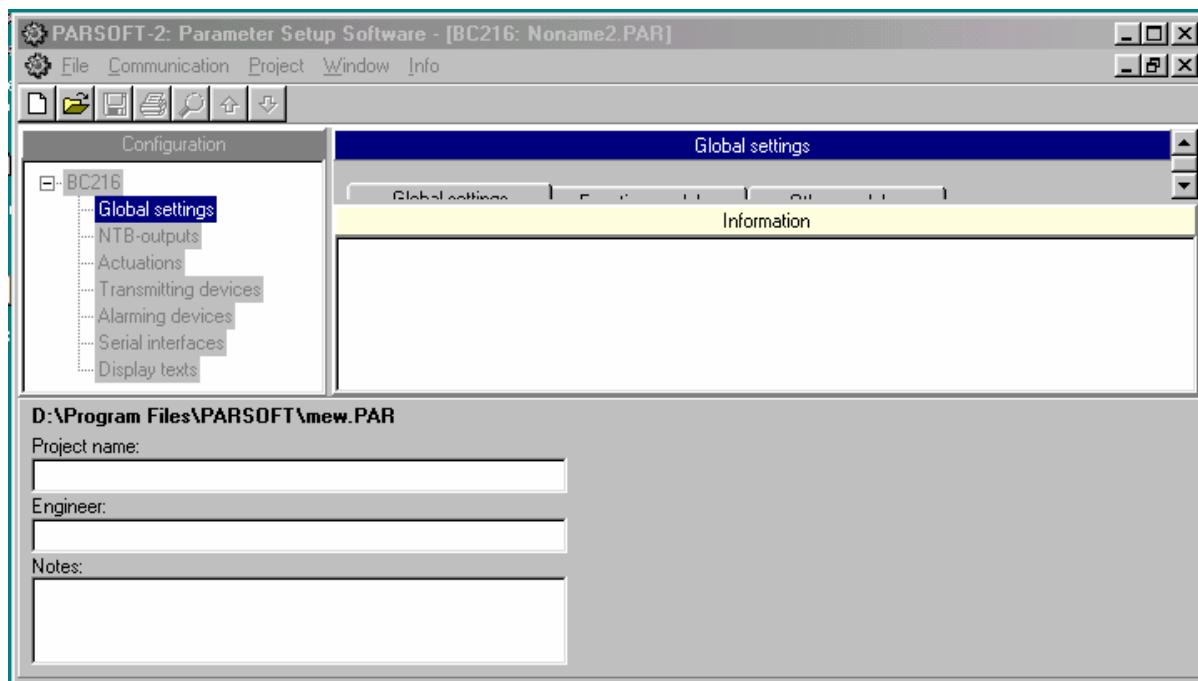 PARSOFT-2: Parameter Setup Software - [BC216: Noname2.PAR]
File Communication Project Window Info
Configuration
Global settings
BC216
Global settings
NTB-outputs
Actuations
Transmitting devices
Alarming devices
Serial interfaces
Display texts
Global settings
Information
D:\Program Files\PARSOFT\mew.PAR
Project name:
Engineer:
Notes: